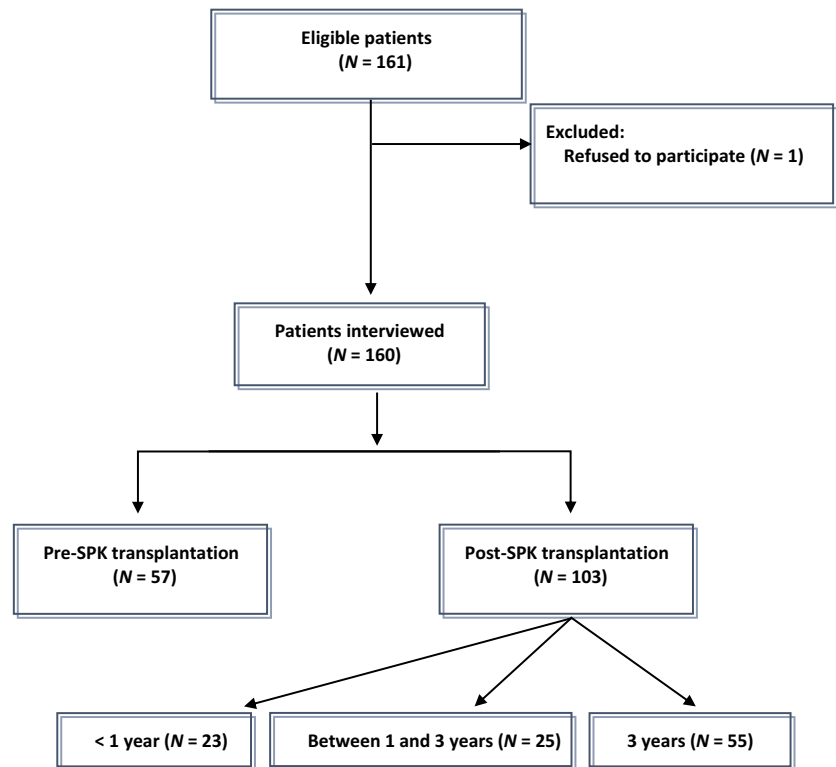 Eligible patients
(N = 161)
Excluded:
Refused to participate (N = 1)
Patients interviewed
(N = 160)
Pre-SPK transplantation
(N = 57)
Post-SPK transplantation
(N = 103)
< 1 year (N = 23)
Between 1 and 3 years (N = 25)
3 years (N = 55)